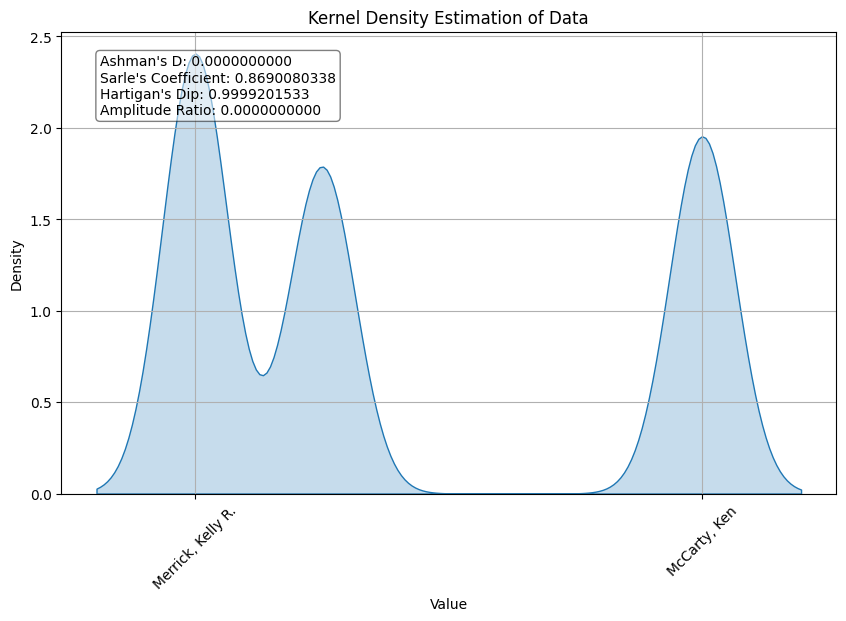 Kernel Density Estimation of Data
Ashman's D: 0.0000000000
Sarle's Coefficient: 0.8690080338
Hartigan's Dip: 0.9999201533
Amplitude Ratio: 0.0000000000
2.5
2.0
1.5
1.0
0.5
0.0
Density
Merrick, Kelly R.
McCarty, Ken
Value